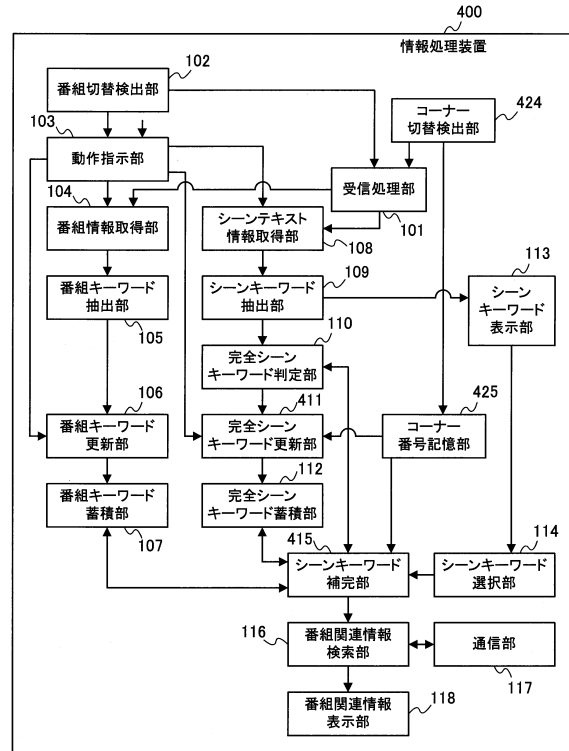 400
情報処理装置
102
番組切替検出部
103
動作指示部
コーナー
切替検出部
424
受信処理部
101
104
番組情報取得部
シーンテキスト
情報取得部
108
番組キーワード
抽出部
105
シーンキーワード
抽出部
109
113
シーン
キーワード
表示部
110
完全シーン
キーワード判定部
106
番組キーワード
更新部
411
完全シーン
キーワード更新部
425
コーナー
番号記憶部
番組キーワード
蓄積部
107
112
完全シーン
キーワード蓄積部
415
シーンキーワード
補完部
114
シーンキーワード
選択部
116
番組関連情報
検索部
通信部
117
番組関連情報
表示部
118